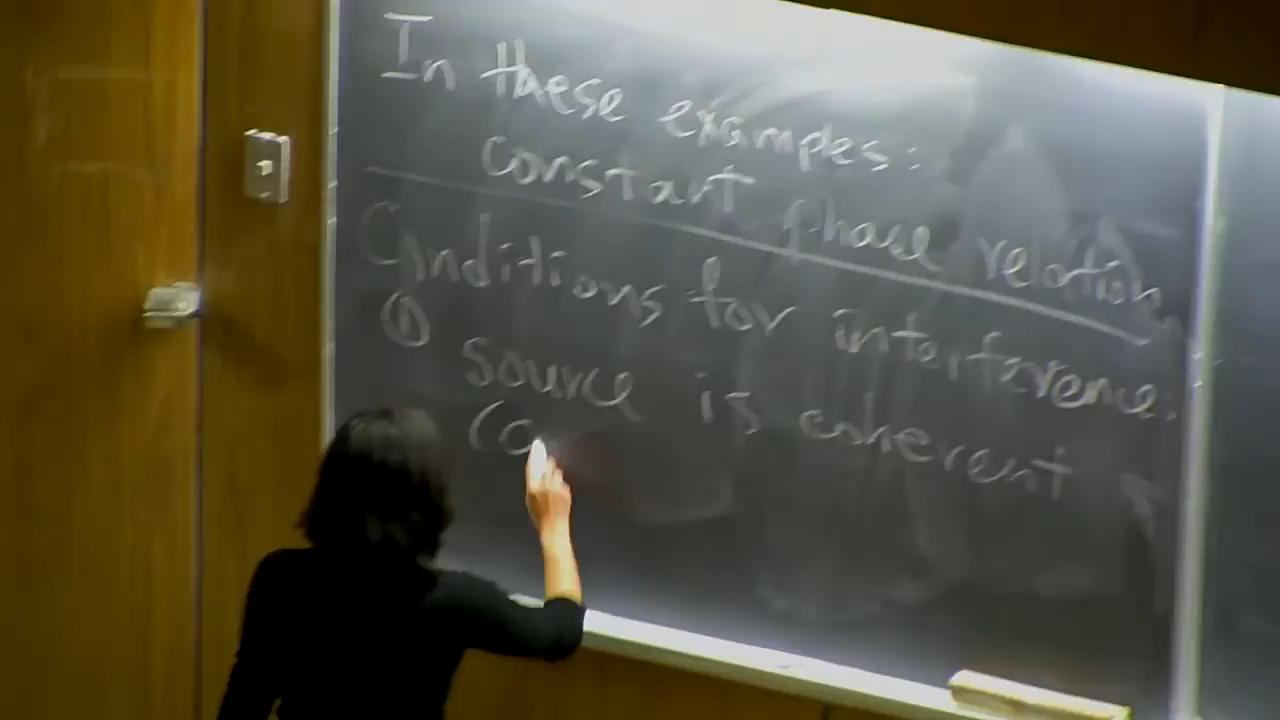 In these examples:
constant phase relation
Conditions for interference:
① source is coherent
(a